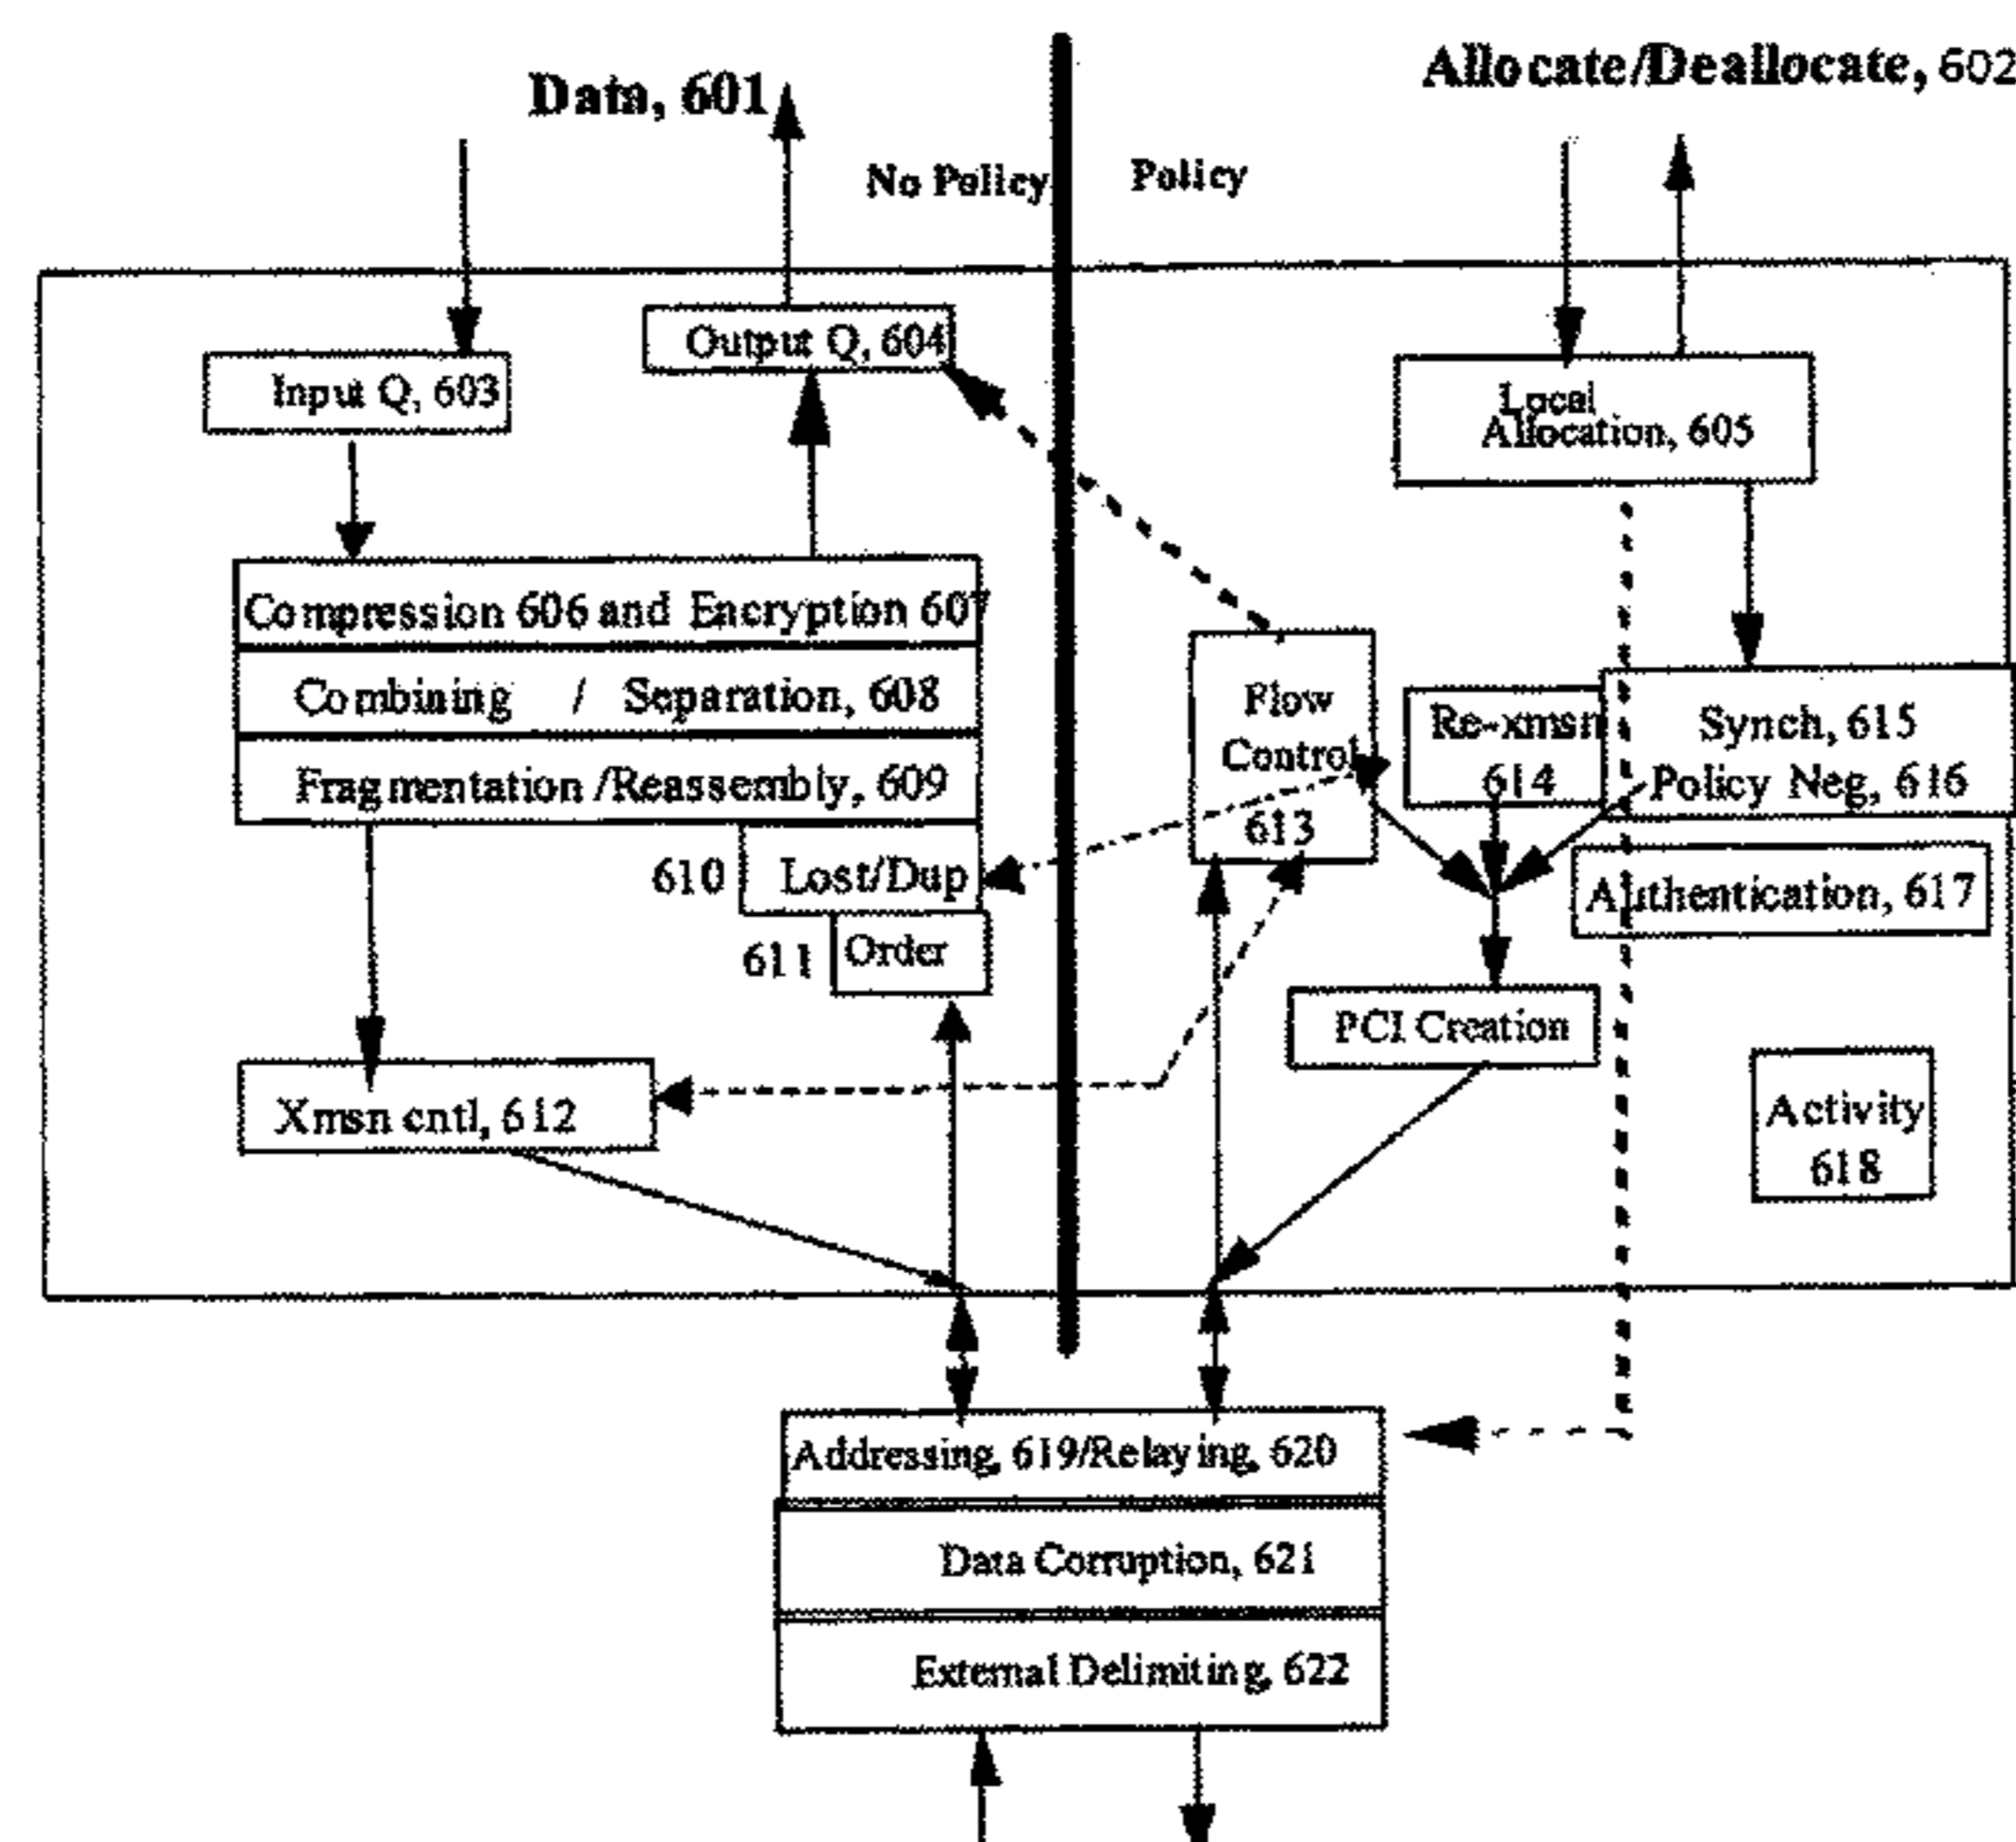 Data, 601
Allocate/Deallocate, 602
No Policy
Policy
Input Q, 603
Output Q, 604
Local
Allocation, 605
Compression 606 and Encryption 607
Combining / Separation, 608
Fragmentation /Reassembly, 609
610 Lost/Dup
611 Order
Xmsn cntl, 612
Flow
Control
613
Re-xmsn
614
Synch, 615
Policy Neg, 616
Authentication, 617
PCI Creation
Activity
618
Addressing, 619/Relaying, 620
Data Corruption, 621
External Delimiting, 622